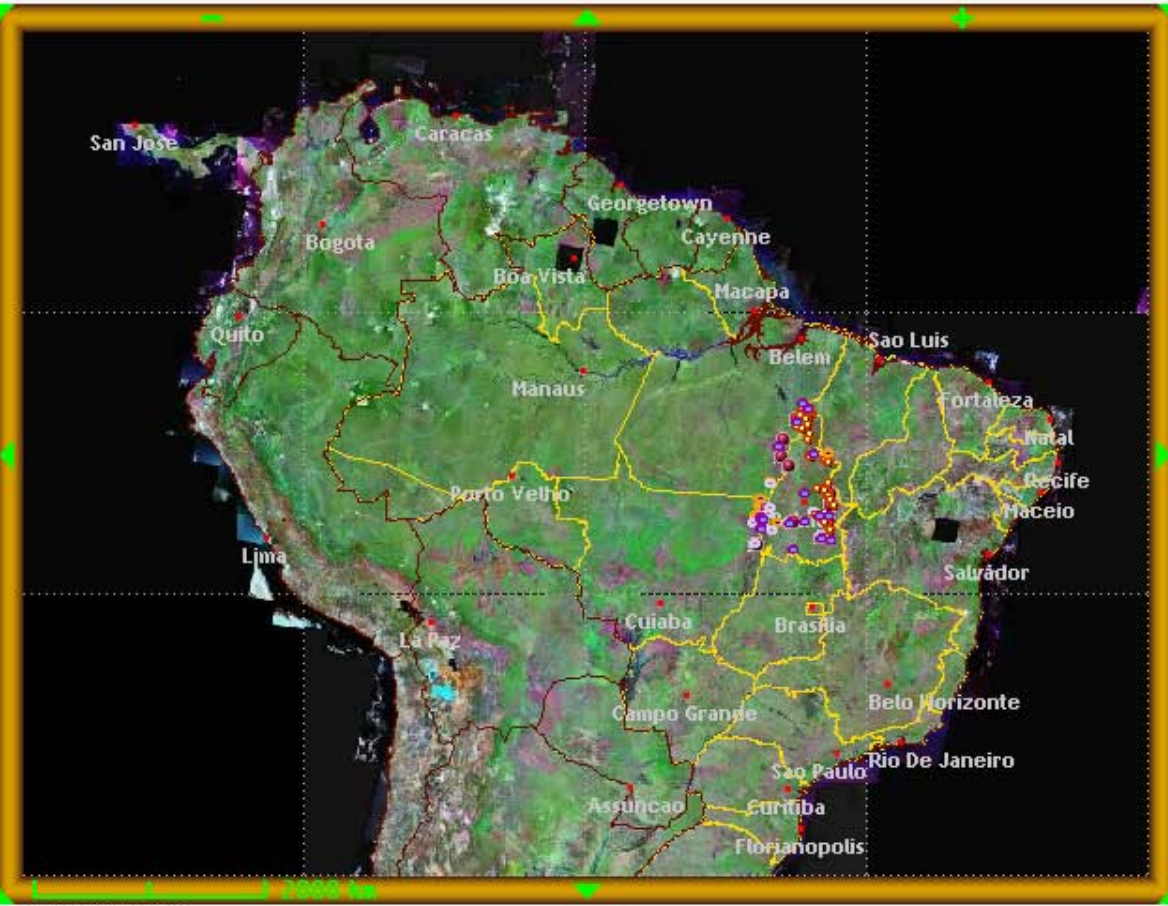 - +
San Jose
Caracas
Georgetown
Bogota
Cayenne
Boa Vista
Macapa
Quito
Sao Luis
Belem
Manaus
Fortaleza
Natal
Porto Velho
Recife
Maceio
Lima
Salvador
Cuiaba
Brasilia
La Paz
Belo Horizonte
Campo Grande
Rio De Janeiro
Sao Paulo
Assuncao
Curitiba
Florianopolis
km